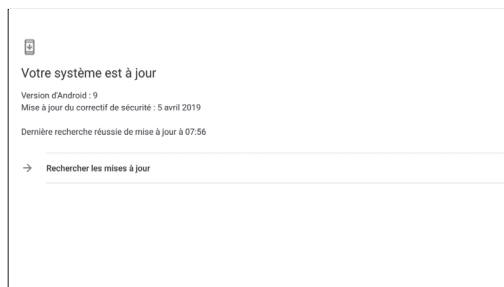 Votre système est à jour
Version d'Android : 9
Mise à jour du correctif de sécurité : 5 avril 2019
Dernière recherche réussie de mise à jour à 07:56
Rechercher les mises à jour